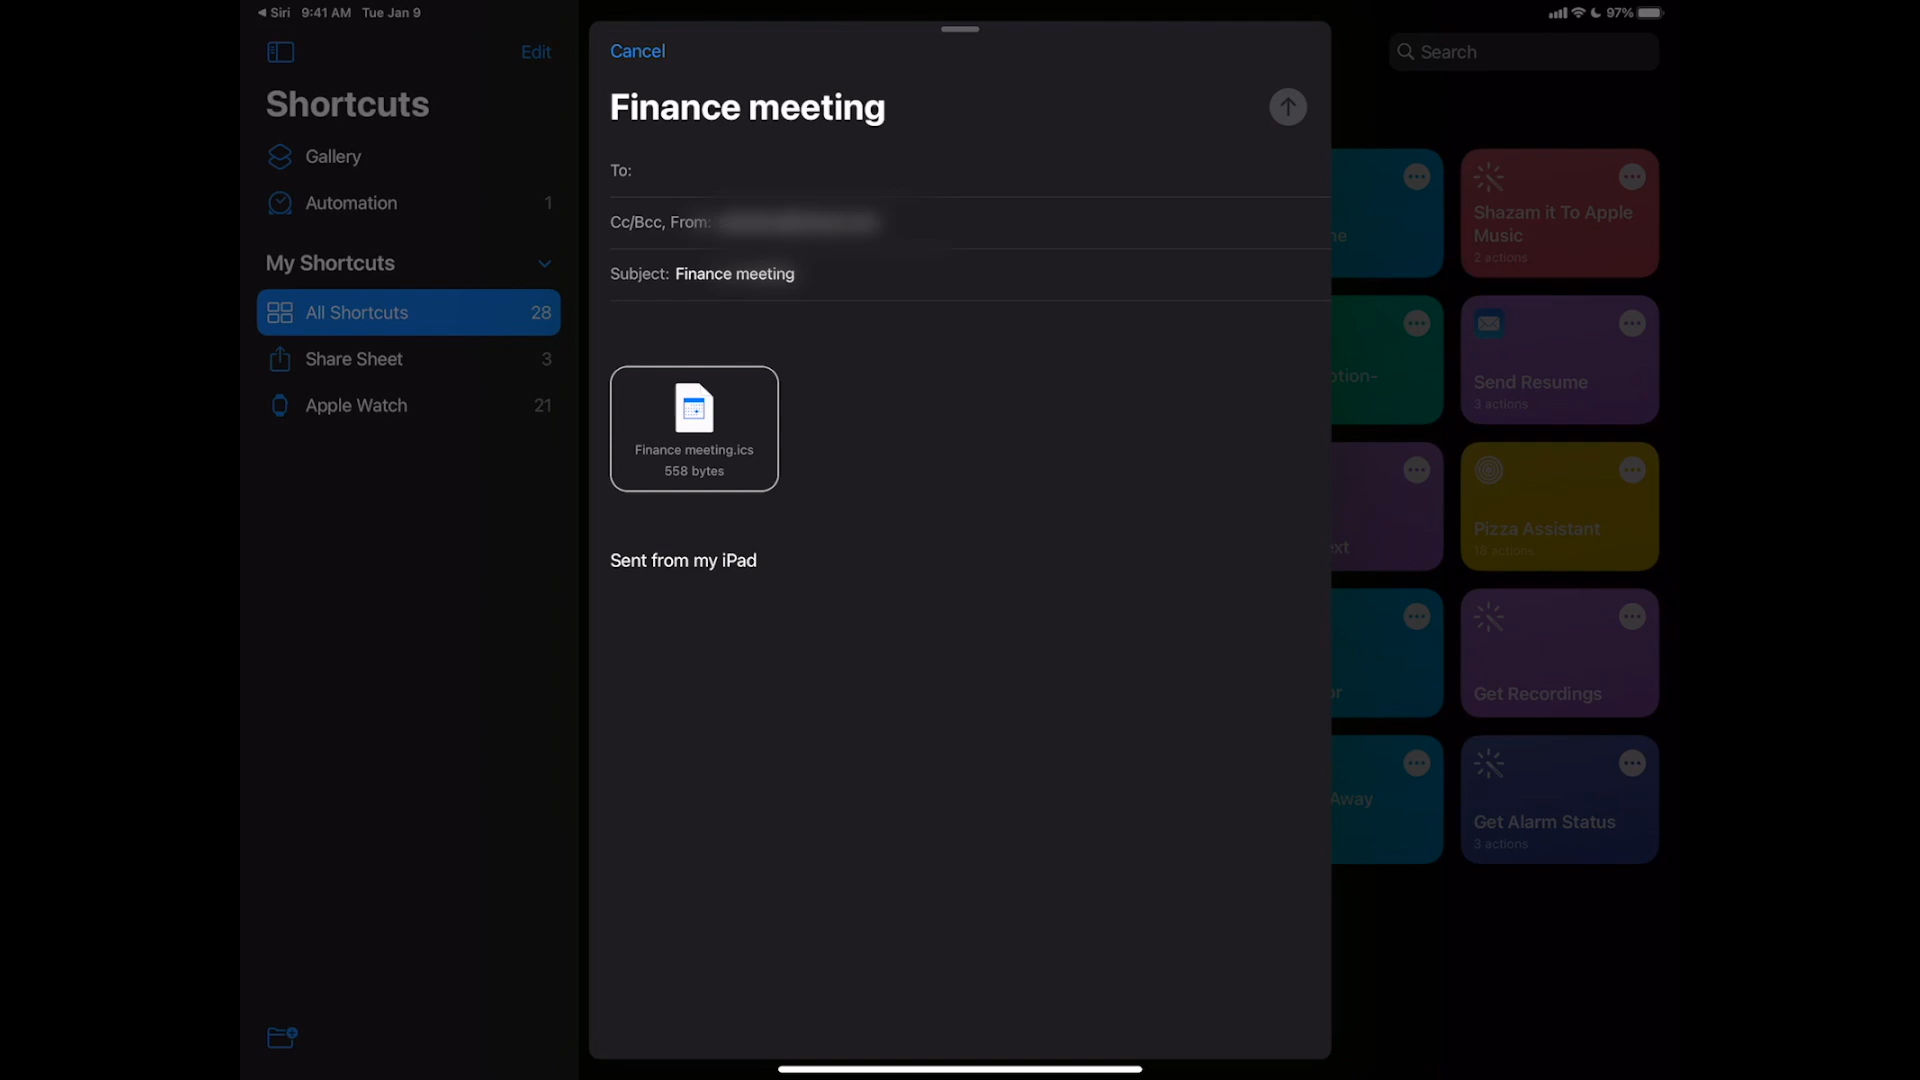 Siri 9:41 AM Tue Jan 9
97%
Edit
Shortcuts
Gallery
Automation 1
My Shortcuts
All Shortcuts 28
Share Sheet 3
Apple Watch 21
Cancel
Finance meeting
To:
Cc/Bcc, From:
Subject: Finance meeting
Finance meeting.ics
558 bytes
Sent from my iPad
Search
Shazam it To Apple
Music
2 actions
Send Resume
3 actions
Pizza Assistant
18 actions
Get Recordings
Away
Get Alarm Status
3 actions